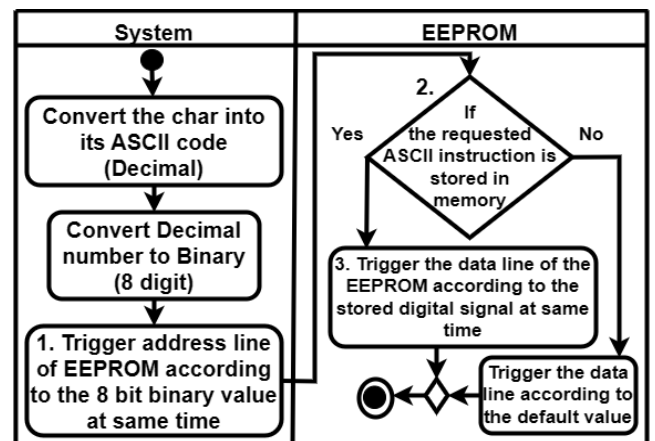 System
EEPROM
Convert the char into
its ASCII code
(Decimal)
Convert Decimal
number to Binary
(8 digit)
1. Trigger address line
of EEPROM according
to the 8 bit binary value
at same time
2.
If
the requested
ASCII instruction is
stored in
memory
Yes
No
3. Trigger the data line of the
EEPROM according to the
stored digital signal at same
time
Trigger the data
line according to
the default value